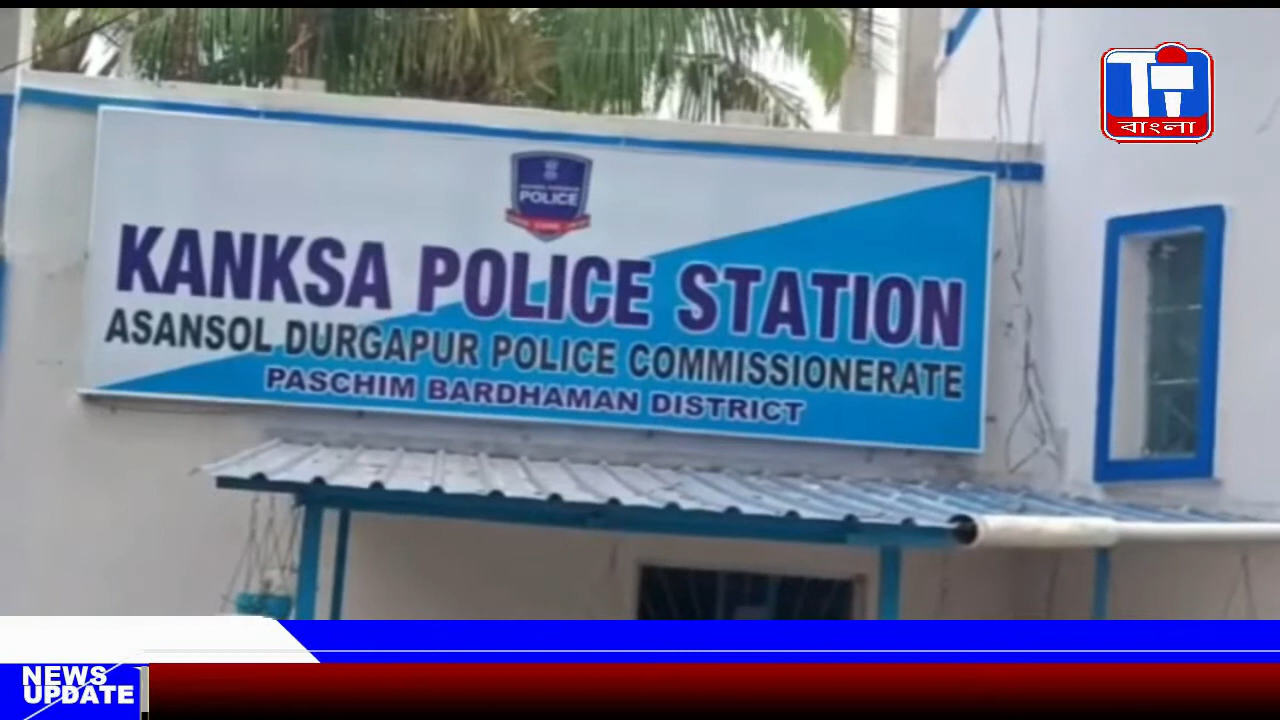 বাংলা
POLICE
KANKSA POLICE STATION
ASANSOL DURGAPUR POLICE COMMISSIONERATE
PASCHIM BARDHAMAN DISTRICT
NEWS
UPDATE